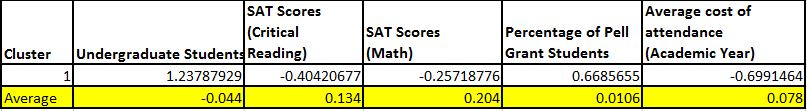 Cluster Undergraduate Students SAT Scores (Critical Reading) SAT Scores (Math) Percentage of Pell Grant Students Average cost of attendance (Academic Year)
1 1.23787929 -0.40420677 -0.25718776 0.6685655 -0.6991464
Average -0.044 0.134 0.204 0.0106 0.078